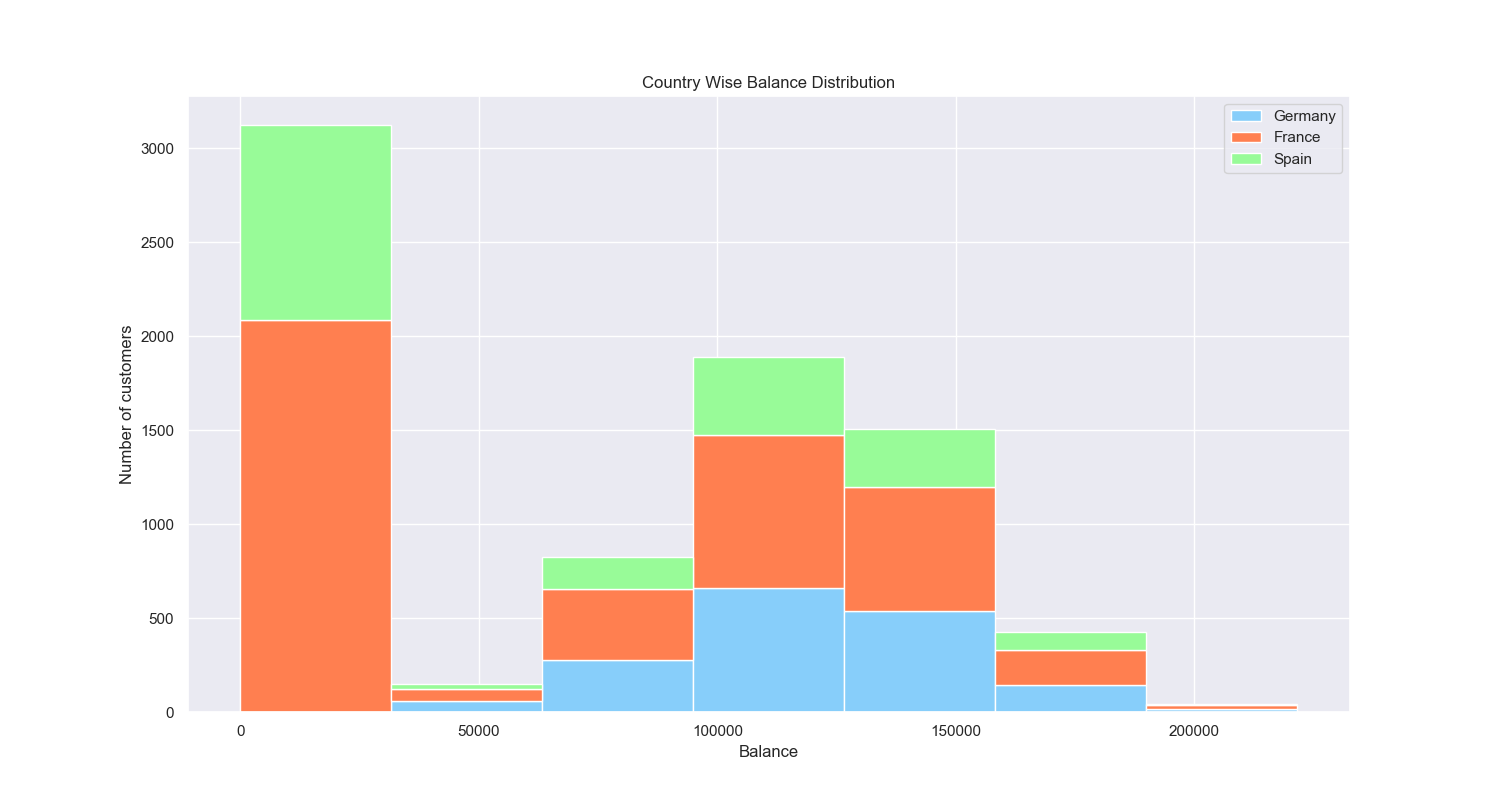 Country Wise Balance Distribution
Germany
France
Spain
3000
2500
2000
1500
1000
500
0
Number of customers
0 50000 100000 150000 200000
Balance